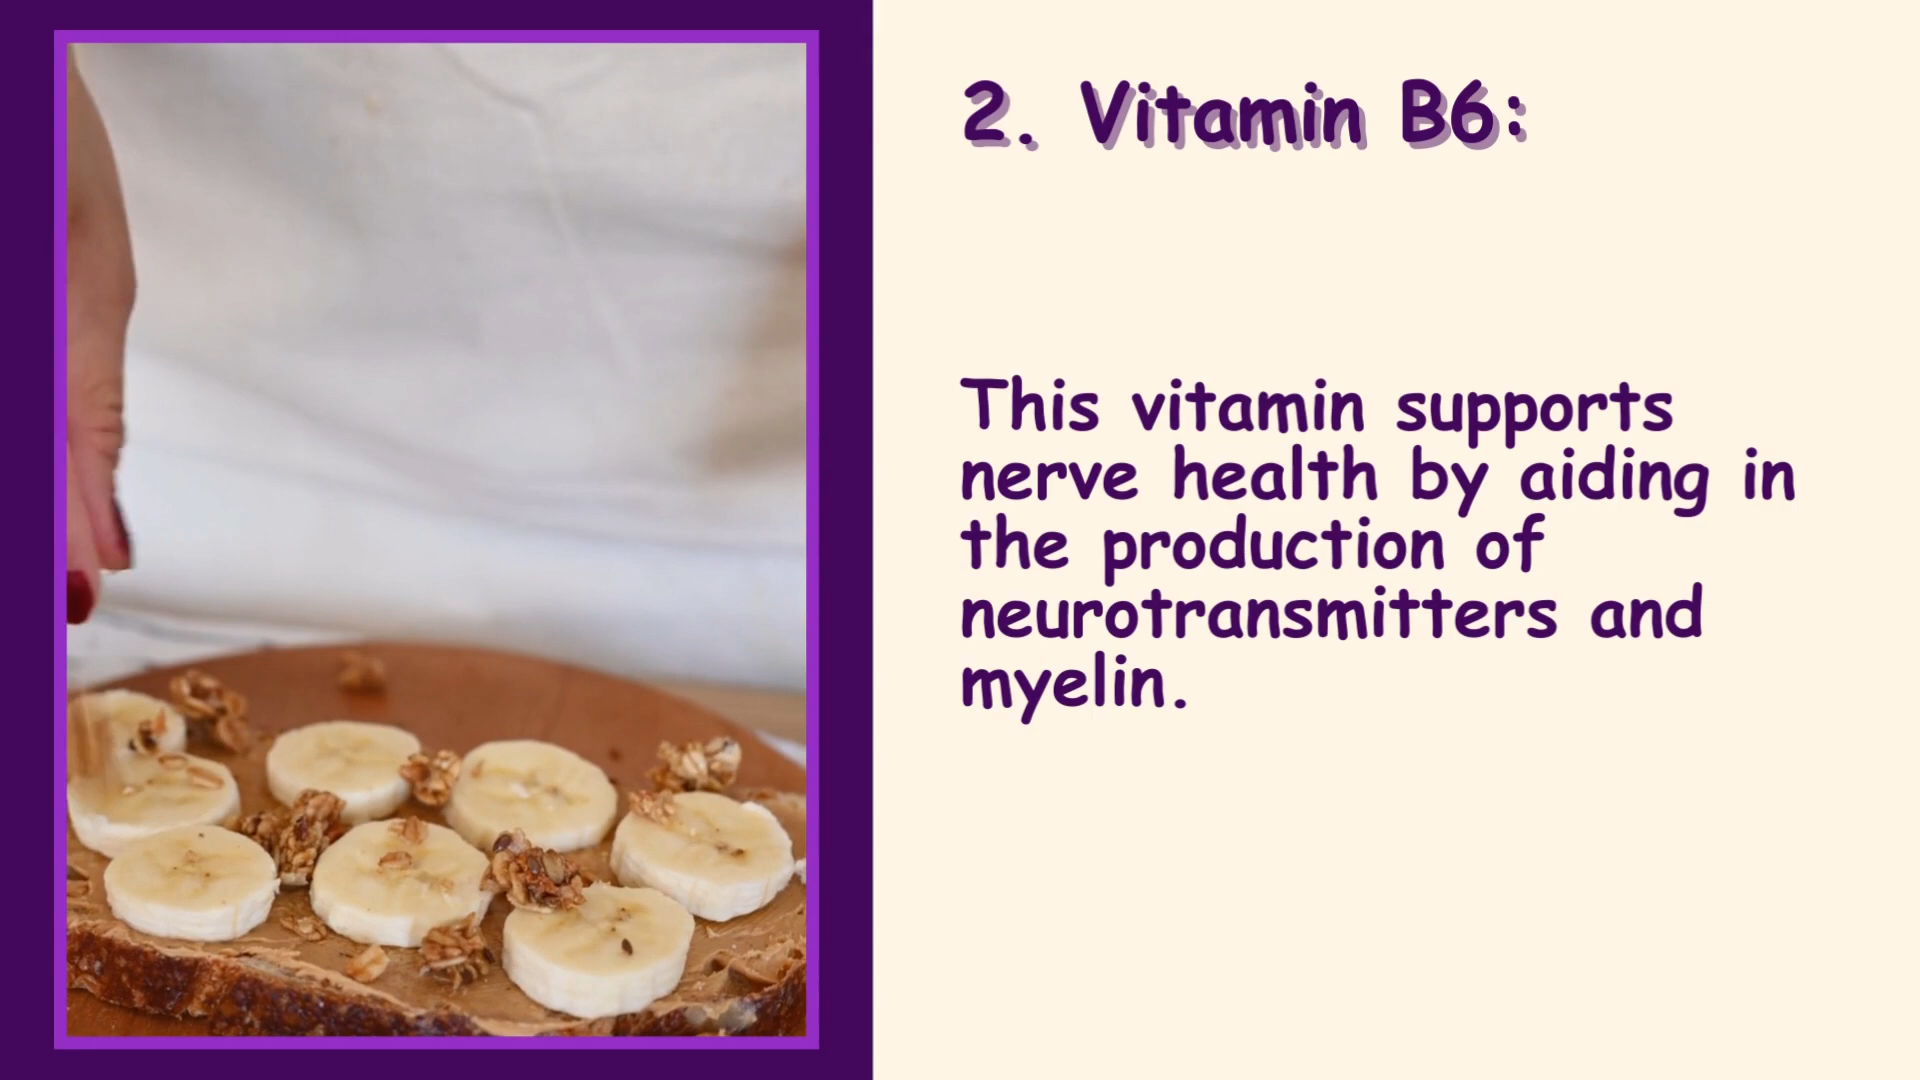 2. Vitamin B6:
This vitamin supports
nerve health by aiding in
the production of
neurotransmitters and
myelin.